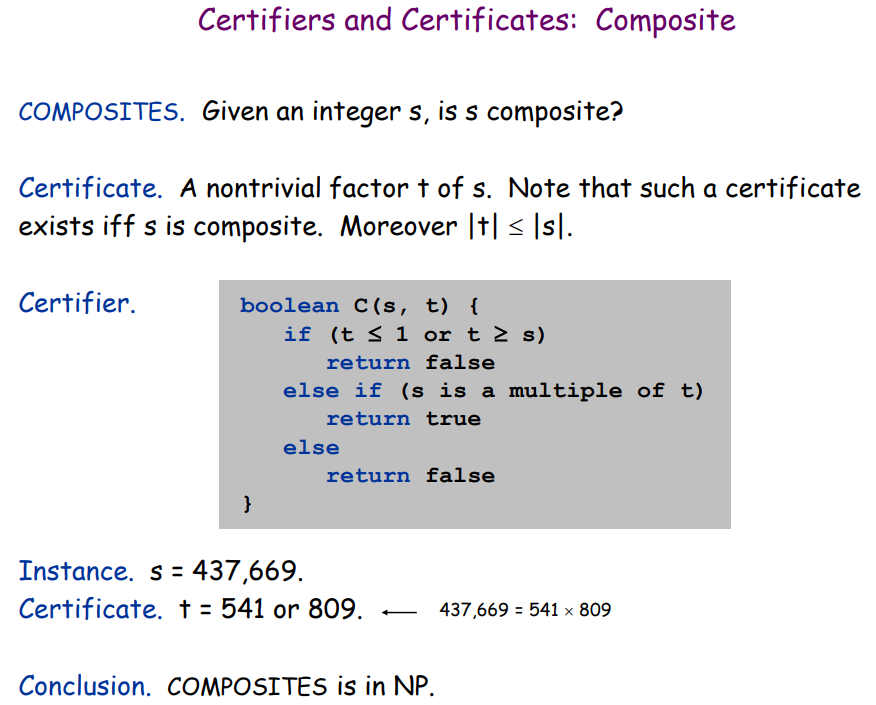 Certifiers and Certificates: Composite
COMPOSITES. Given an integer s, is s composite?
Certificate. A nontrivial factor t of s. Note that such a certificate
exists iff s is composite. Moreover |t| ≤ |s|.
Certifier.
boolean C(s, t) {
if (t ≤ 1 or t ≥ s)
return false
else if (s is a multiple of t)
return true
else
return false
}
Instance. s = 437,669.
Certificate. t = 541 or 809. ← 437,669 = 541 × 809
Conclusion. COMPOSITES is in NP.